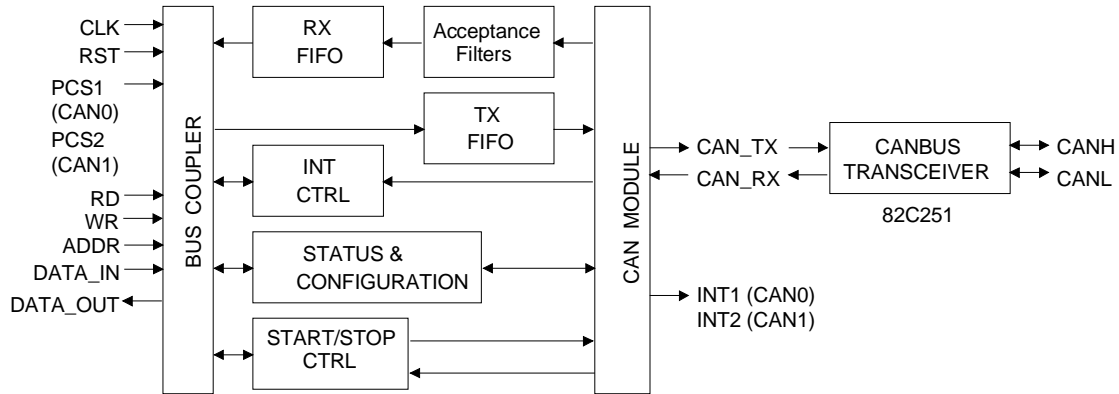 CLK
RST
PCS1
(CAN0)
PCS2
(CAN1)
RD
WR
ADDR
DATA_IN
DATA_OUT
BUS COUPLER
RX
FIFO
Acceptance
Filters
TX
FIFO
INT
CTRL
STATUS &
CONFIGURATION
START/STOP
CTRL
CAN MODULE
CAN_TX
CAN_RX
CANBUS
TRANSCEIVER
82C251
CANH
CANL
INT1 (CAN0)
INT2 (CAN1)